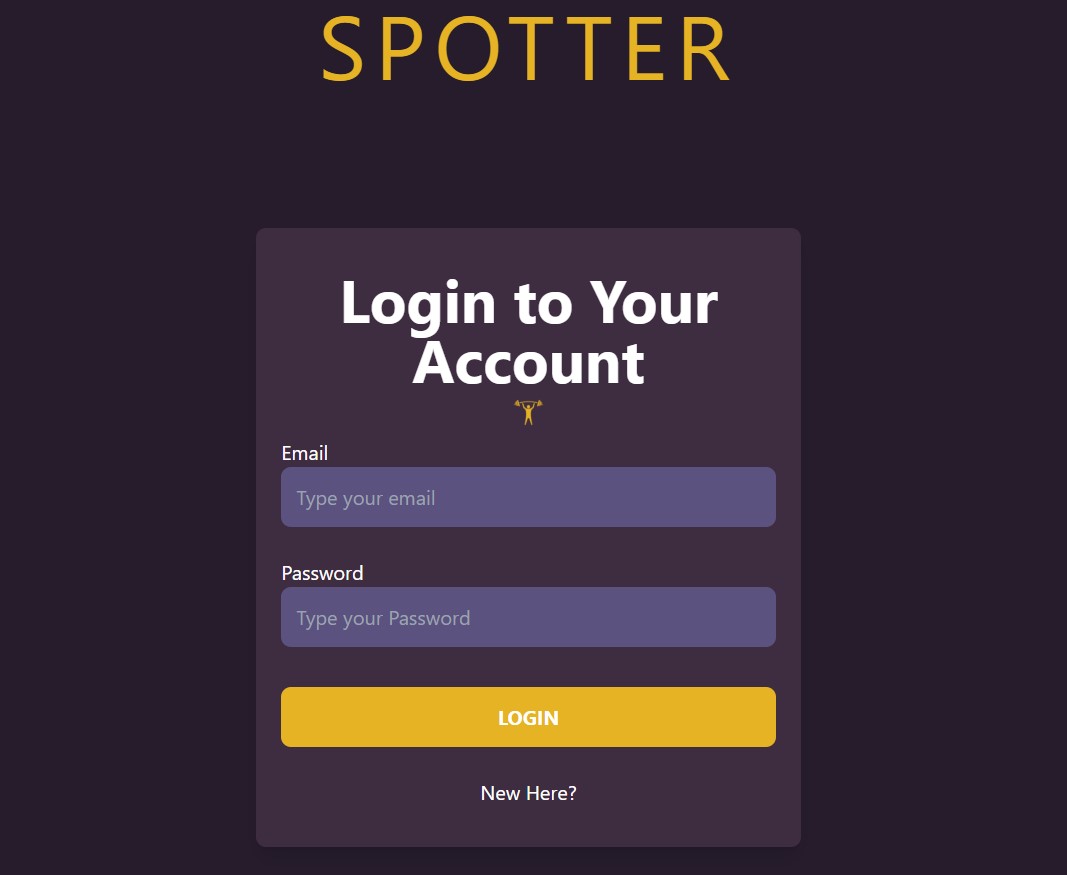 SPOTTER
Login to Your
Account
Email
Type your email
Password
Type your Password
LOGIN
New Here?